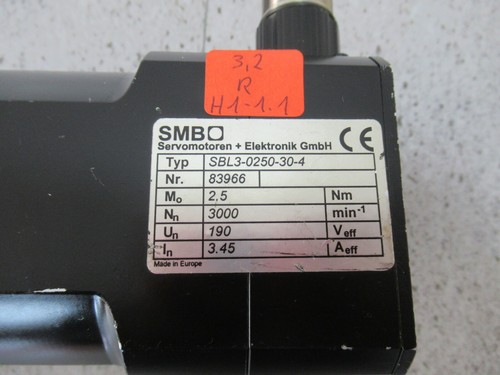 3,2
R
H1-1.1
SMB
Servomotoren + Elektronik GmbH CE
Typ SBL3-0250-30-4
Nr. 83966
Mo 2.5 Nm
Nn 3000 min-1
Un 190 Veff
In 3.45 Aeff
Made in Europe